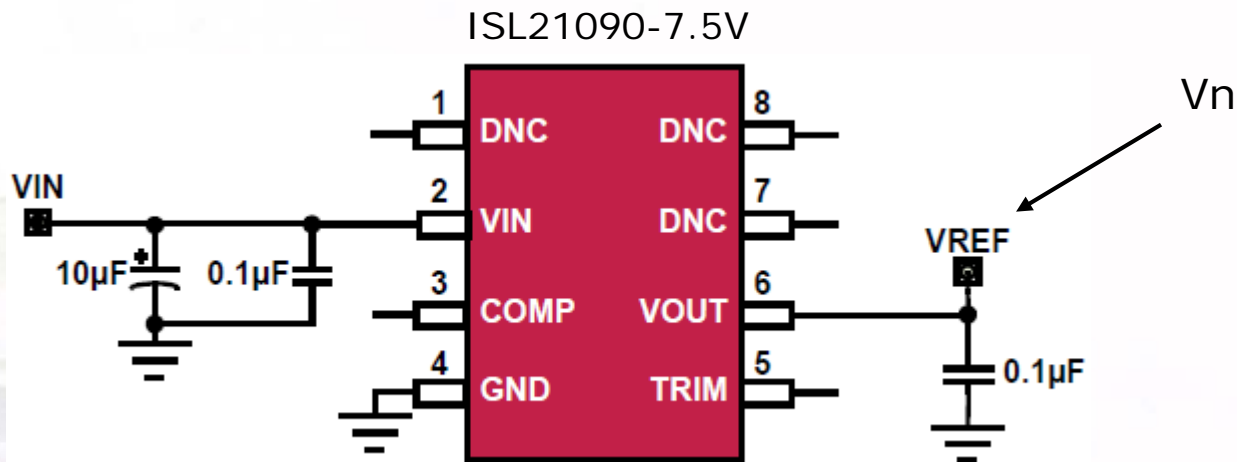 ISL21090-7.5V
Vn
1 8
DNC DNC
VIN
2 7
VIN DNC
VREF
10µF 0.1µF
3 6
COMP VOUT
4 5
GND TRIM
0.1µF